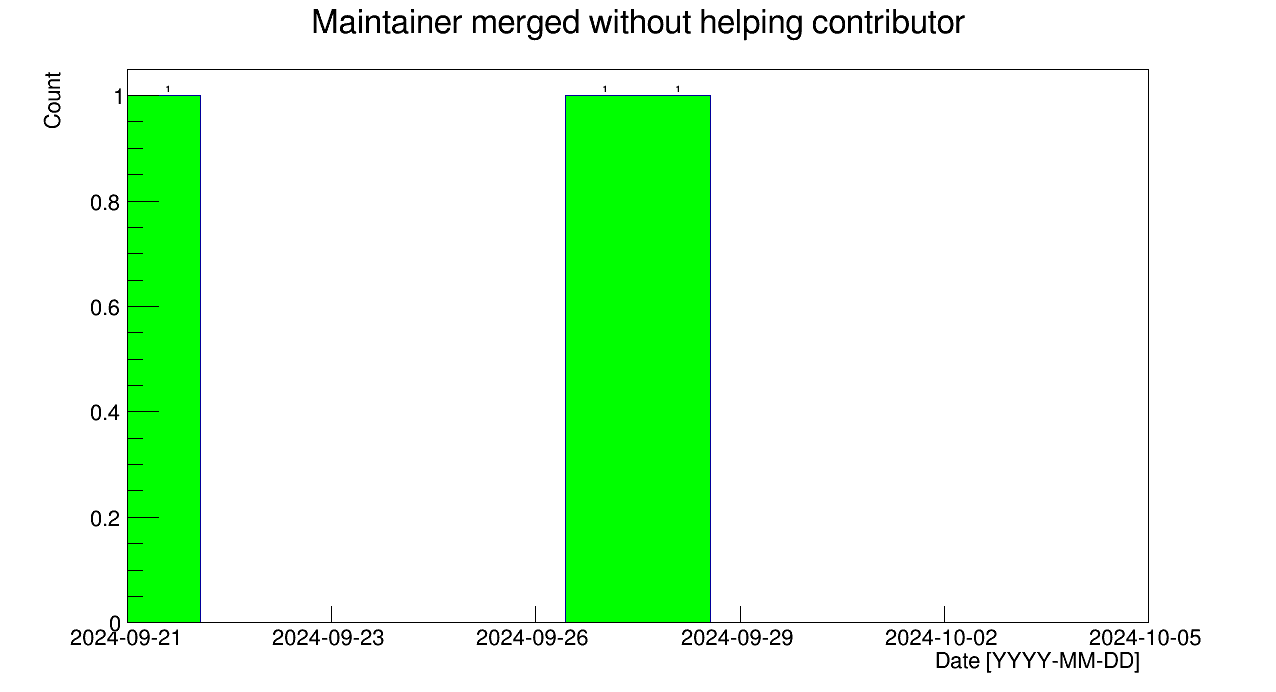 Maintainer merged without helping contributor
Count
1 1 1
1
0.8
0.6
0.4
0.2
0
2024-09-21 2024-09-23 2024-09-26 2024-09-29 2024-10-02 2024-10-05
Date [YYYY-MM-DD]